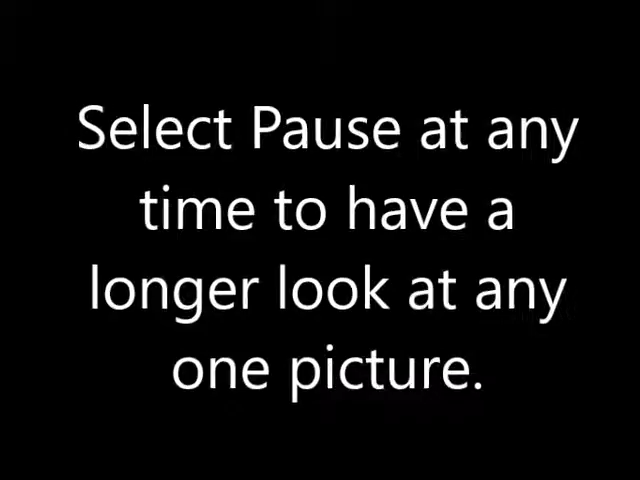 Select Pause at any
time to have a
longer look at any
one picture.